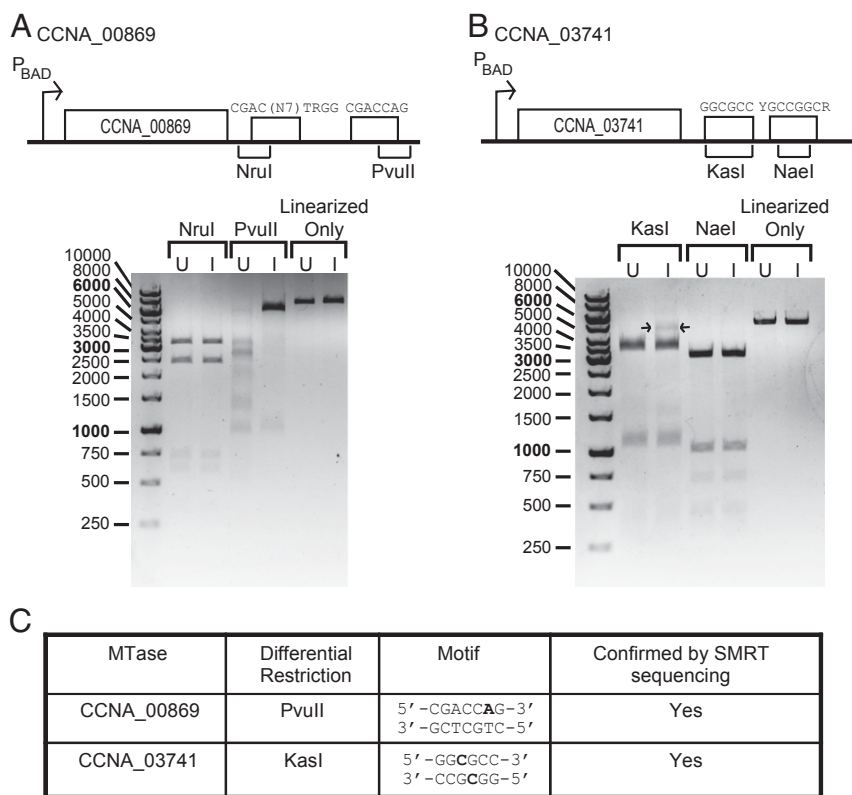 A CCNA_00869
P BAD
CGAC(N7)TRGG CGACCAG
CCNA_00869
NruI PvuII
Linearized
NruI PvuII Only
U I U I U I
10000
8000
6000
5000
4000
3500
3000
2500
2000
1500
1000
750
500
250
B CCNA_03741
P BAD
GGCGCC YGCCGGCR
CCNA_03741
KasI NaeI
Linearized
KasI NaeI Only
U I U I U I
10000
8000
6000
5000
4000
3500
3000
2500
2000
1500
1000
750
500
250
C
MTase Differential Restriction Motif Confirmed by SMRT sequencing
CCNA_00869 PvuII 5'-CGACCAG-3' Yes
3'-GCTCGTC-5'
CCNA_03741 KasI 5'-GGCGCC-3' Yes
3'-CCGCGG-5'